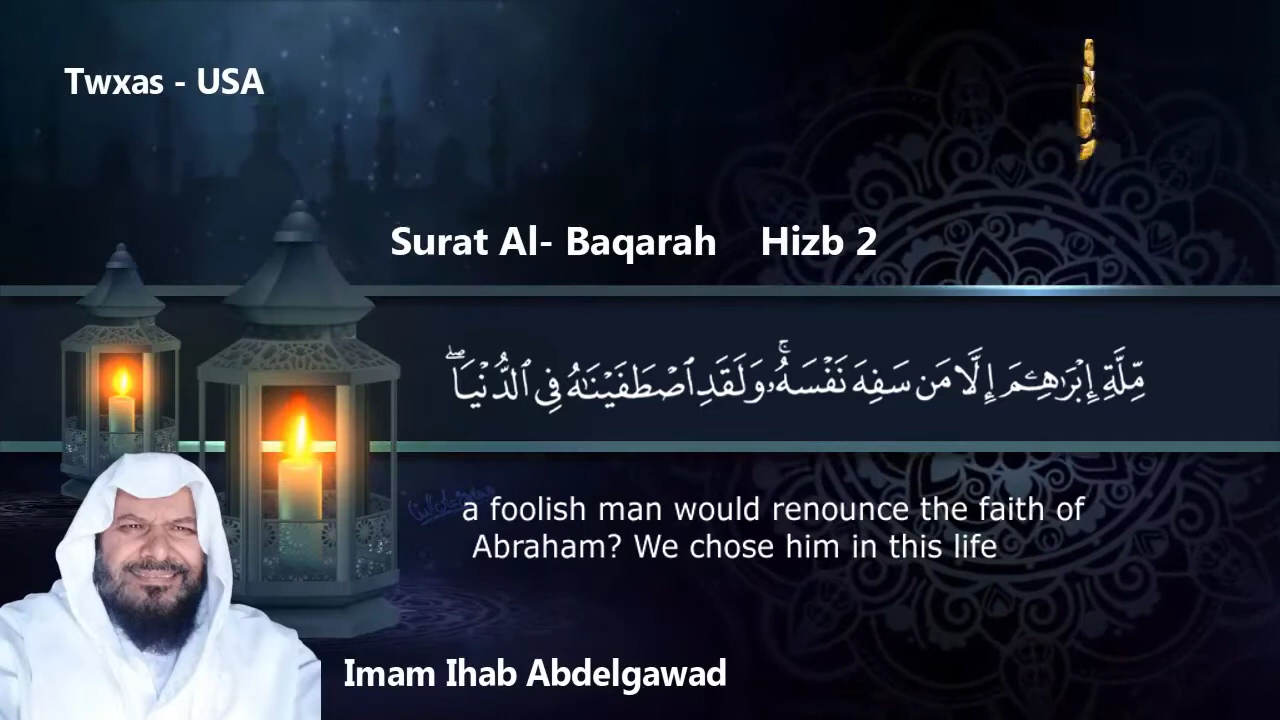 Twxas - USA
Surat Al- Baqarah Hizb 2
مِّلَّةِ إِبْرَٰهِـۧمَ إِلَّا مَن سَفِهَ نَفْسَهُۥ ۚ وَلَقَدِ ٱصْطَفَيْنَـٰهُ فِى ٱلدُّنْيَا ۖ
a foolish man would renounce the faith of
Abraham? We chose him in this life
Imam Ihab Abdelgawad